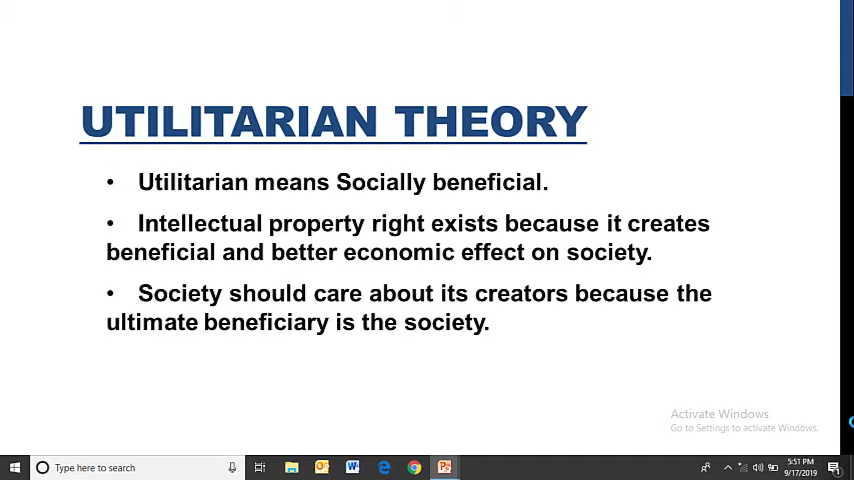 UTILITARIAN THEORY
• Utilitarian means Socially beneficial.
• Intellectual property right exists because it creates
beneficial and better economic effect on society.
• Society should care about its creators because the
ultimate beneficiary is the society.
Activate Windows
Go to Settings to activate Windows.
Type here to search
5:51 PM
9/17/2019